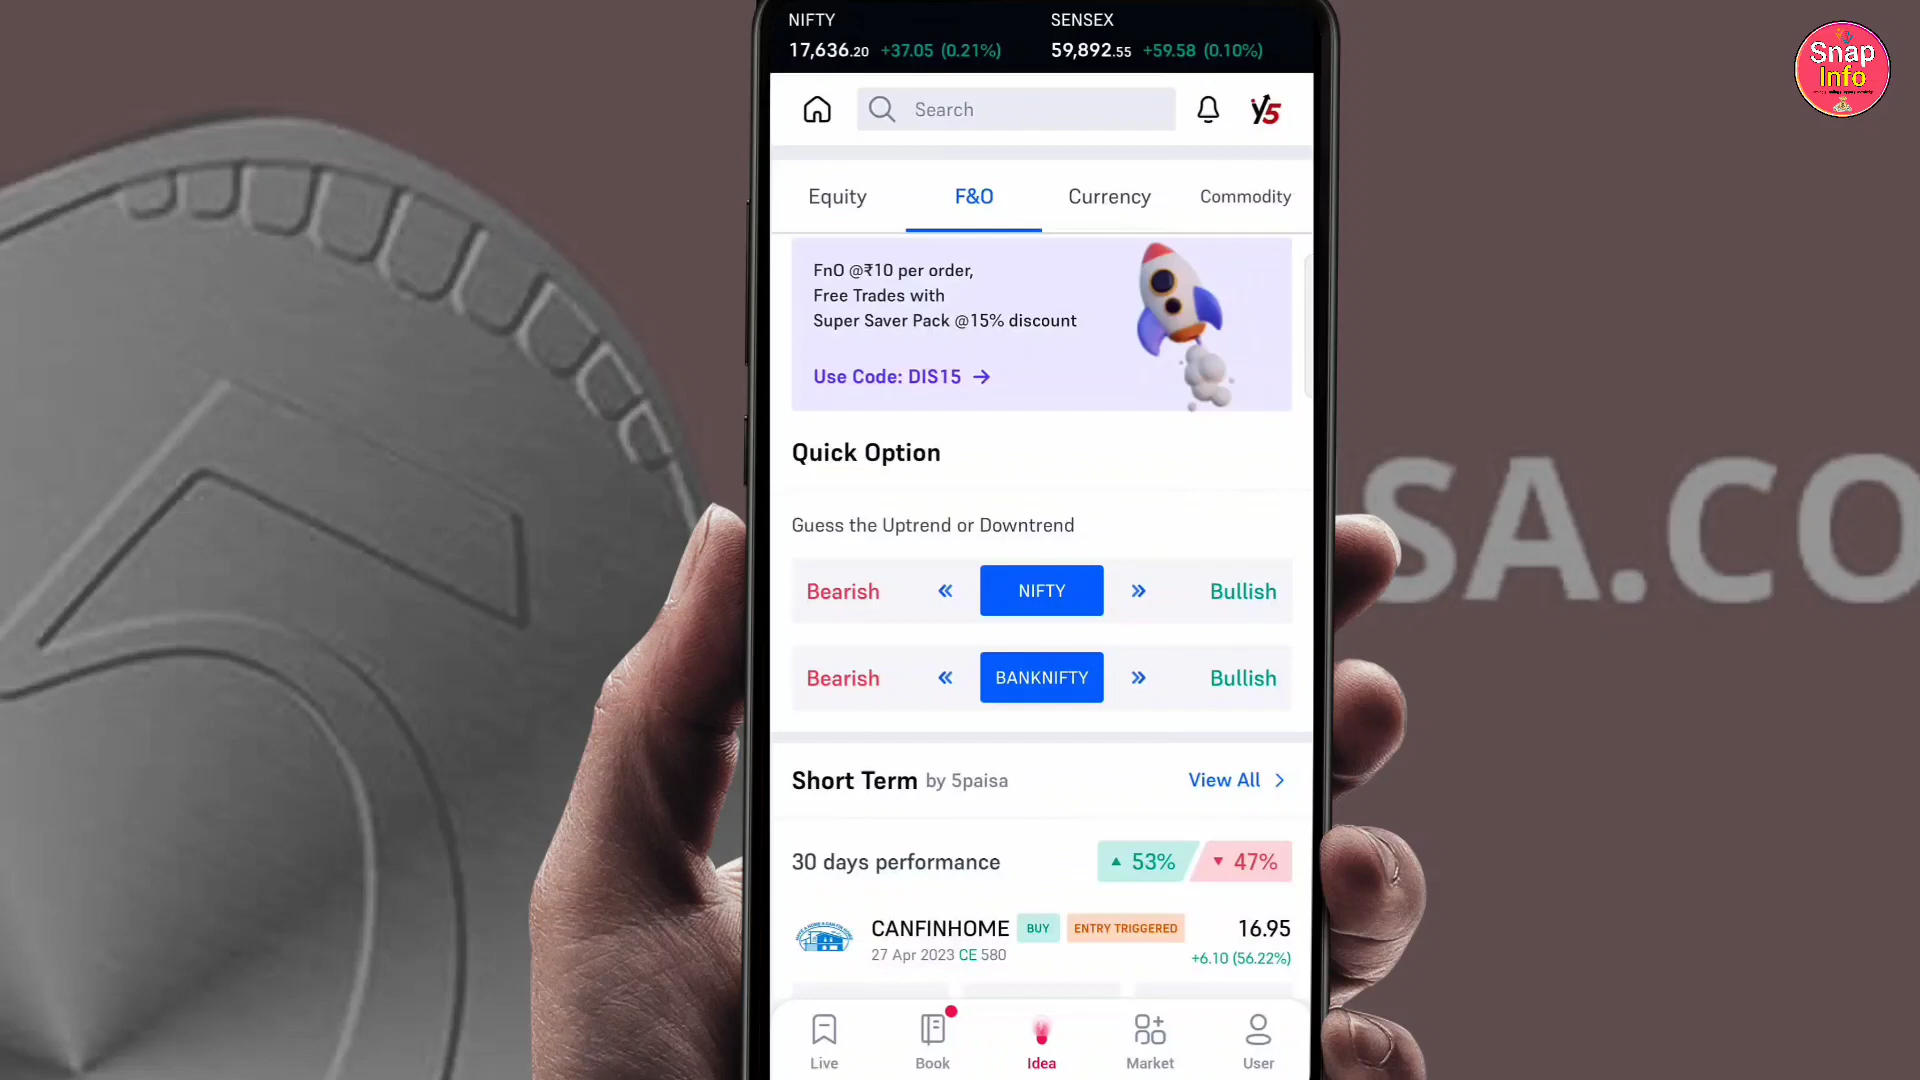 NIFTY
17,636.20 +37.05 (0.21%)
SENSEX
59,892.55 +59.58 (0.10%)
Snap
Info
Search
Equity
F&O
Currency
Commodity
FnO @₹10 per order,
Free Trades with
Super Saver Pack @15% discount
Use Code: DIS15 →
Quick Option
Guess the Uptrend or Downtrend
Bearish « NIFTY » Bullish
Bearish « BANKNIFTY » Bullish
SA.CO
Short Term by 5paisa
View All >
30 days performance
▲ 53% ▼ 47%
CANFINHOME BUY ENTRY TRIGGERED 16.95
27 Apr 2023 CE 580 +6.10 (56.22%)
Live
Book
Idea
Market
User